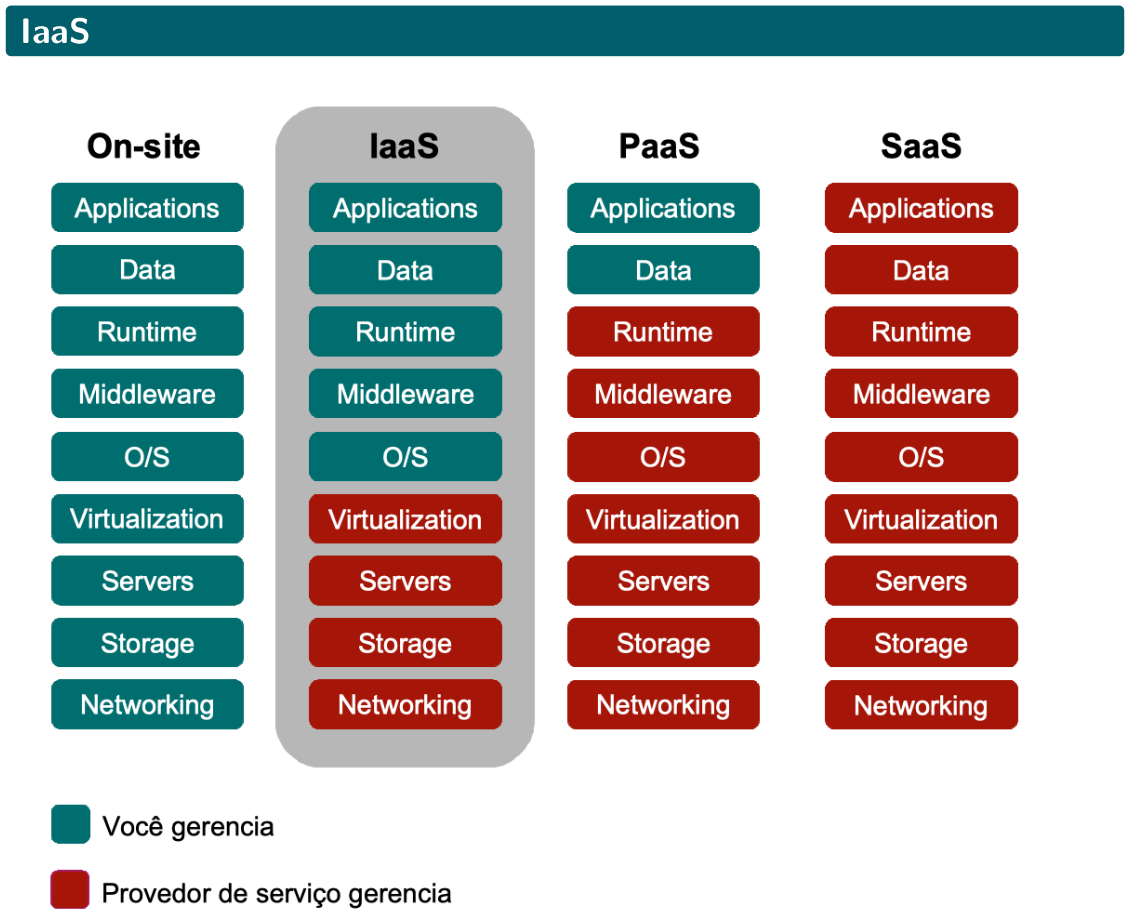 IaaS
On-site IaaS PaaS SaaS
Applications Applications Applications Applications
Data Data Data Data
Runtime Runtime Runtime Runtime
Middleware Middleware Middleware Middleware
O/S O/S O/S O/S
Virtualization Virtualization Virtualization Virtualization
Servers Servers Servers Servers
Storage Storage Storage Storage
Networking Networking Networking Networking
Você gerencia
Provedor de serviço gerencia